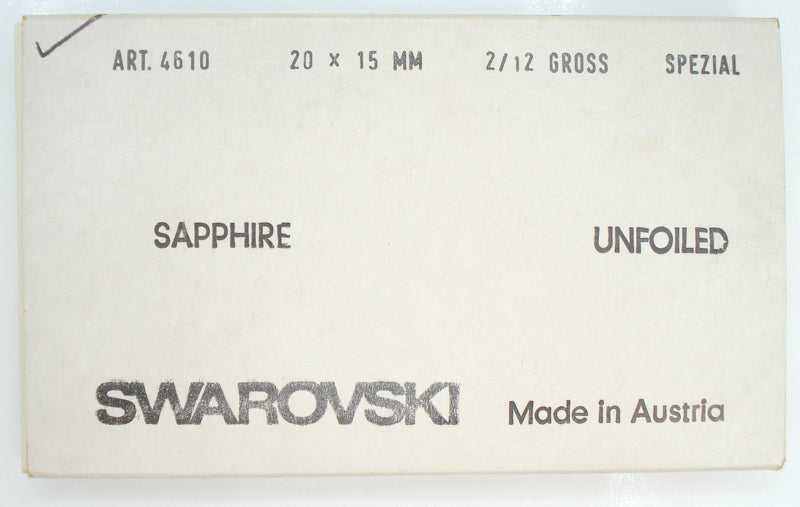 ART. 4610 20 x 15 MM 2/12 GROSS SPEZIAL
SAPPHIRE UNFOILED
SWAROVSKI Made in Austria